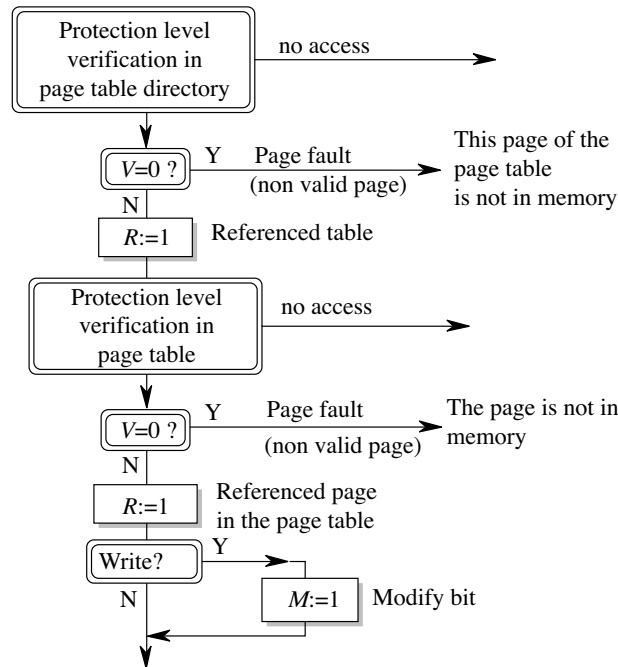 Protection level
verification in
page table directory
no access
V=0 ?
Y
Page fault
(non valid page)
This page of the
page table
is not in memory
N
R:=1
Referenced table
Protection level
verification in
page table
no access
V=0 ?
Y
Page fault
(non valid page)
The page is not in
memory
N
R:=1
Referenced page
in the page table
Write?
Y
N
M:=1
Modify bit